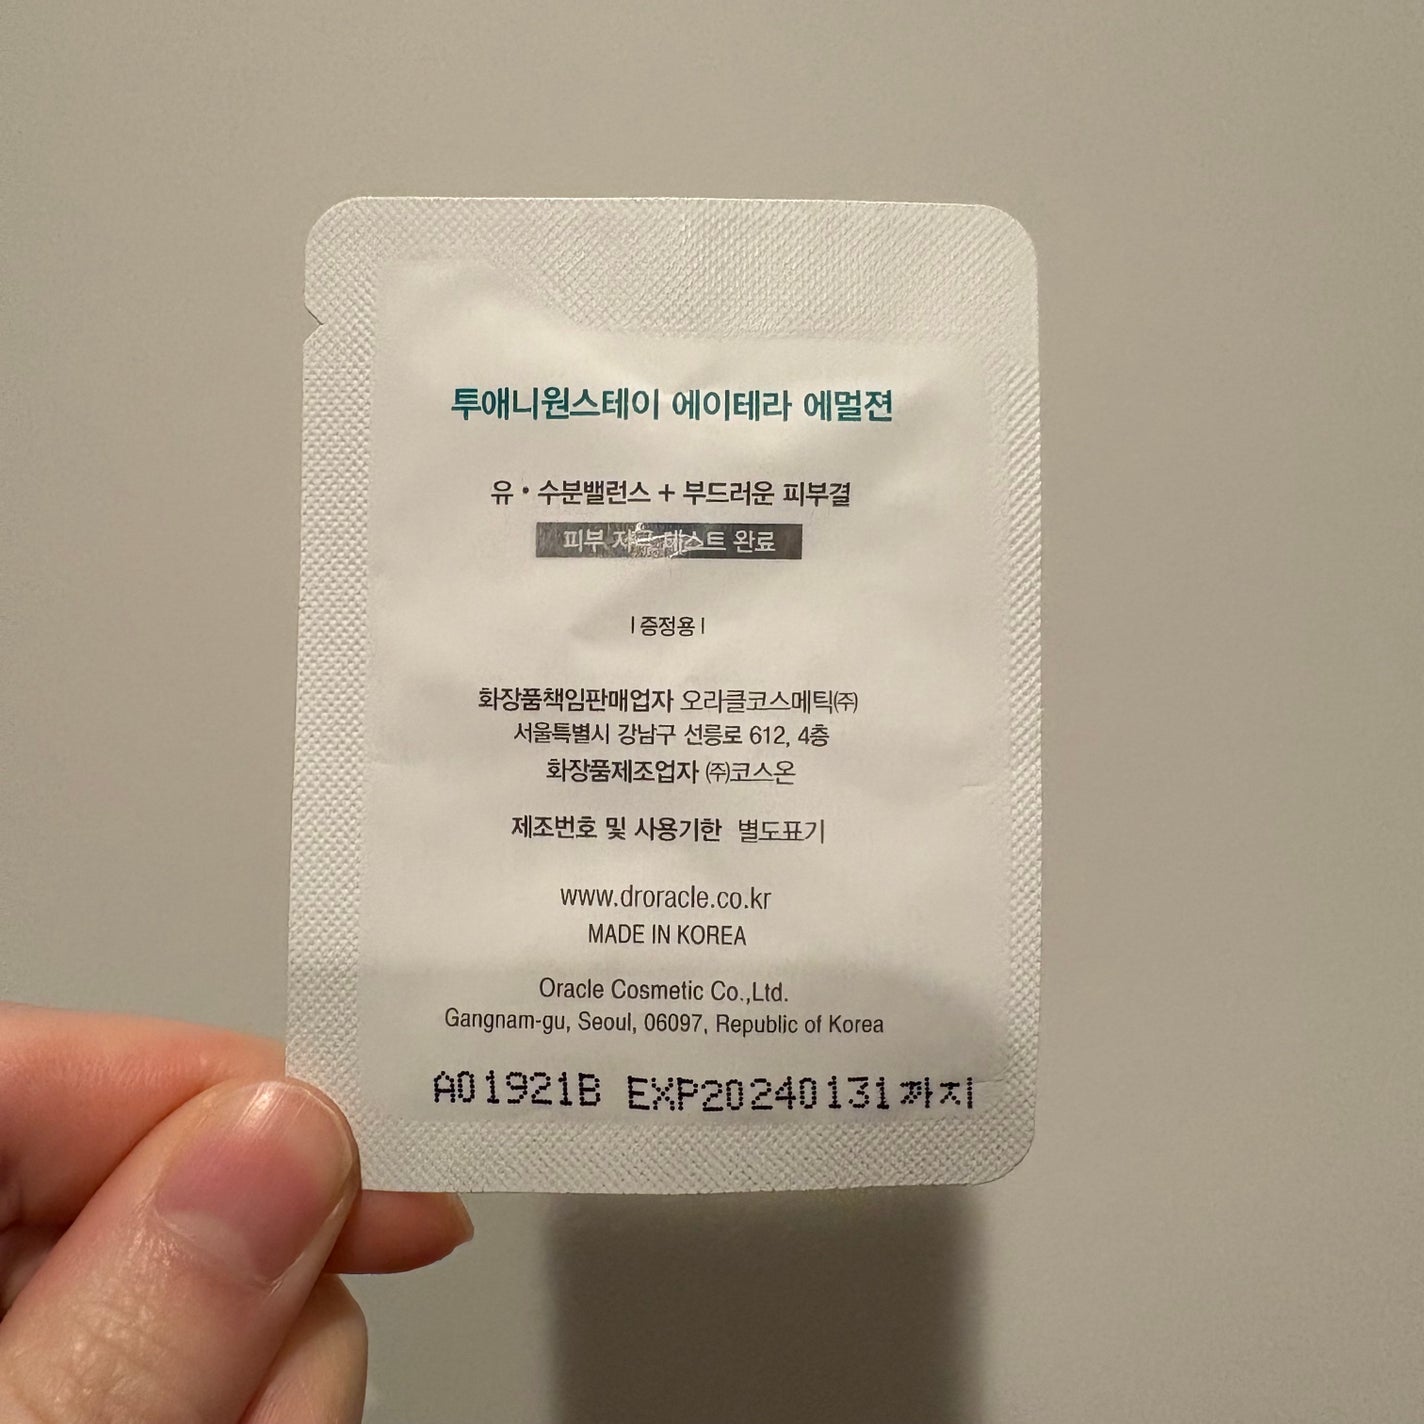 투애니원스테이 에이테라 에멀젼
유・수분밸런스 + 부드러운 피부결
피부 자극 테스트 완료
| 증정용 |
화장품책임판매업자 오라클코스메틱㈜
서울특별시 강남구 선릉로 612, 4층
화장품제조업자 ㈜코스온
제조번호 및 사용기한 별도표기
www.droracle.co.kr
MADE IN KOREA
Oracle Cosmetic Co.,Ltd.
Gangnam-gu, Seoul, 06097, Republic of Korea
A01921B EXP20240131까지